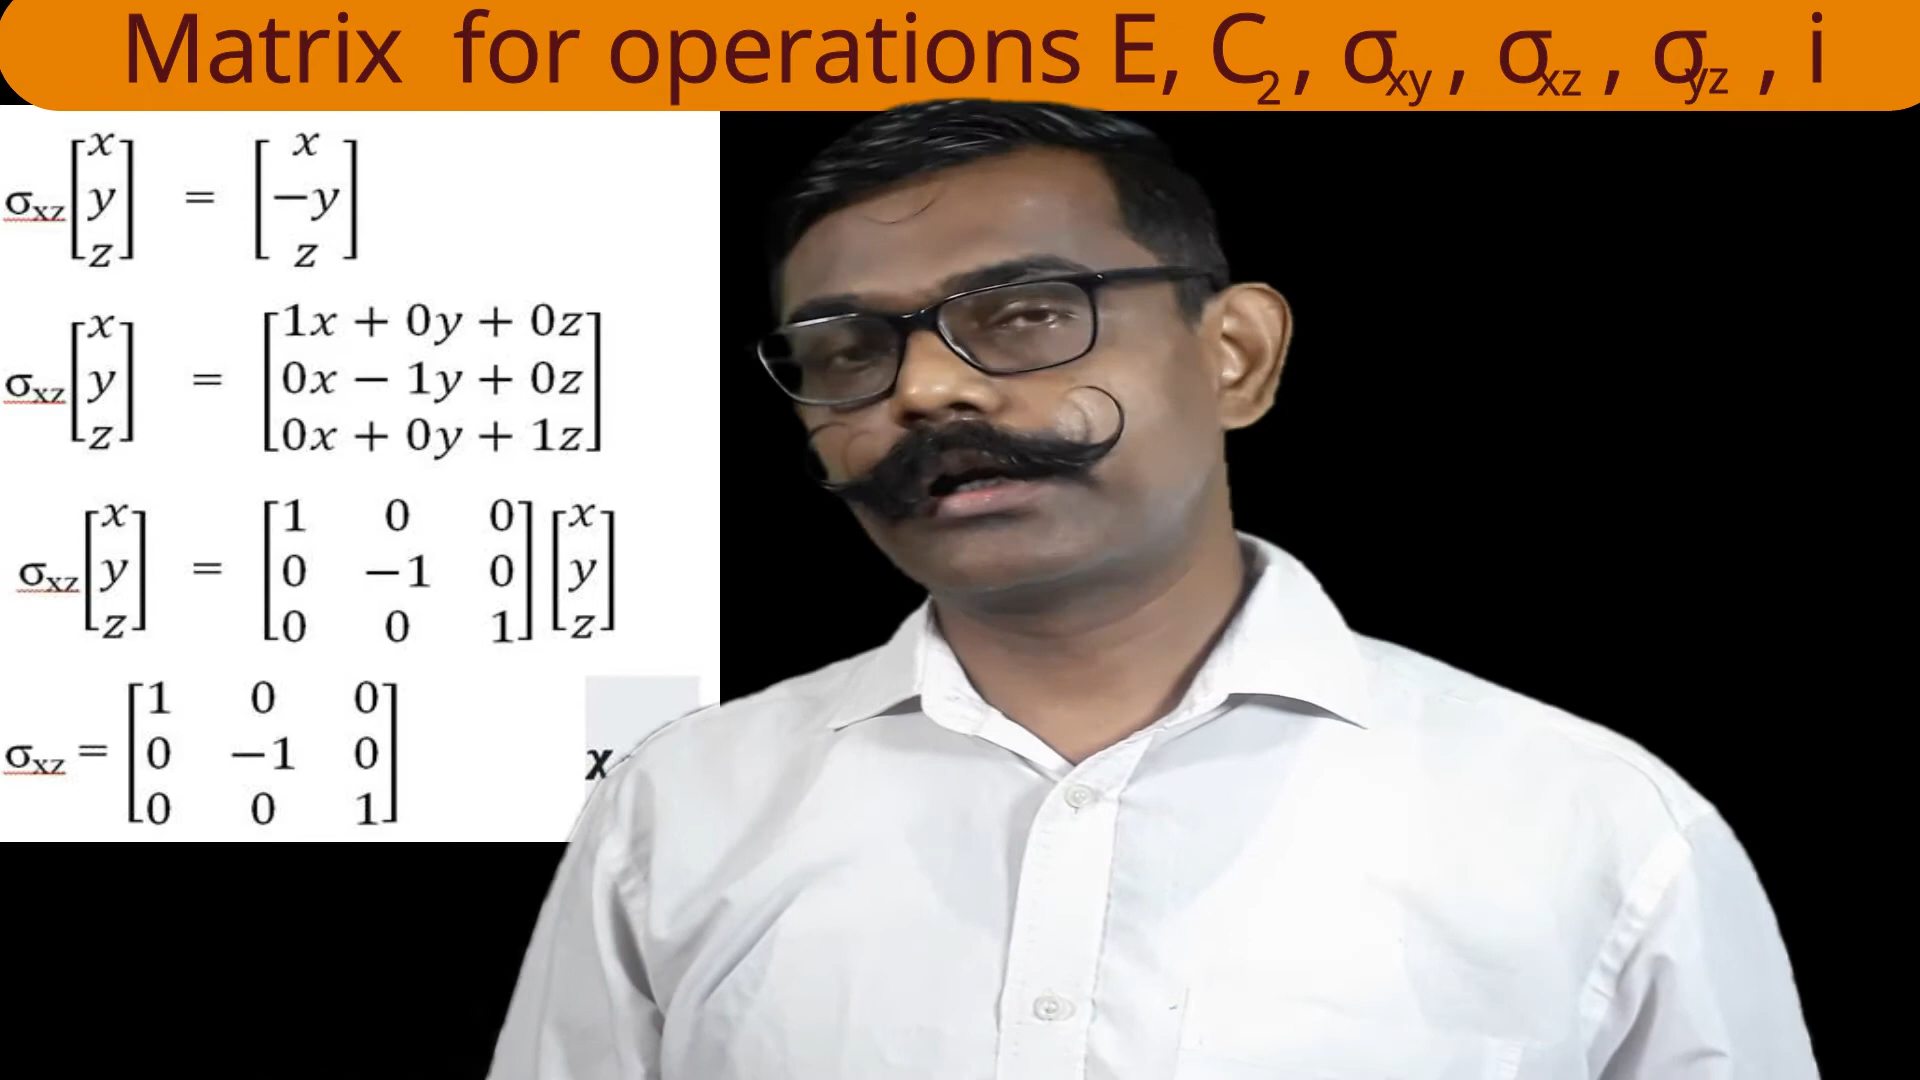 Matrix for operations E, C₂, σxy, σxz, σyz, i
σxz [x y z] = [x −y z]
σxz [x y z] = [1x + 0y + 0z 0x − 1y + 0z 0x + 0y + 1z]
σxz [x y z] = [1 0 0 0 −1 0 0 0 1] [x y z]
σxz = [1 0 0 0 −1 0 0 0 1]
x